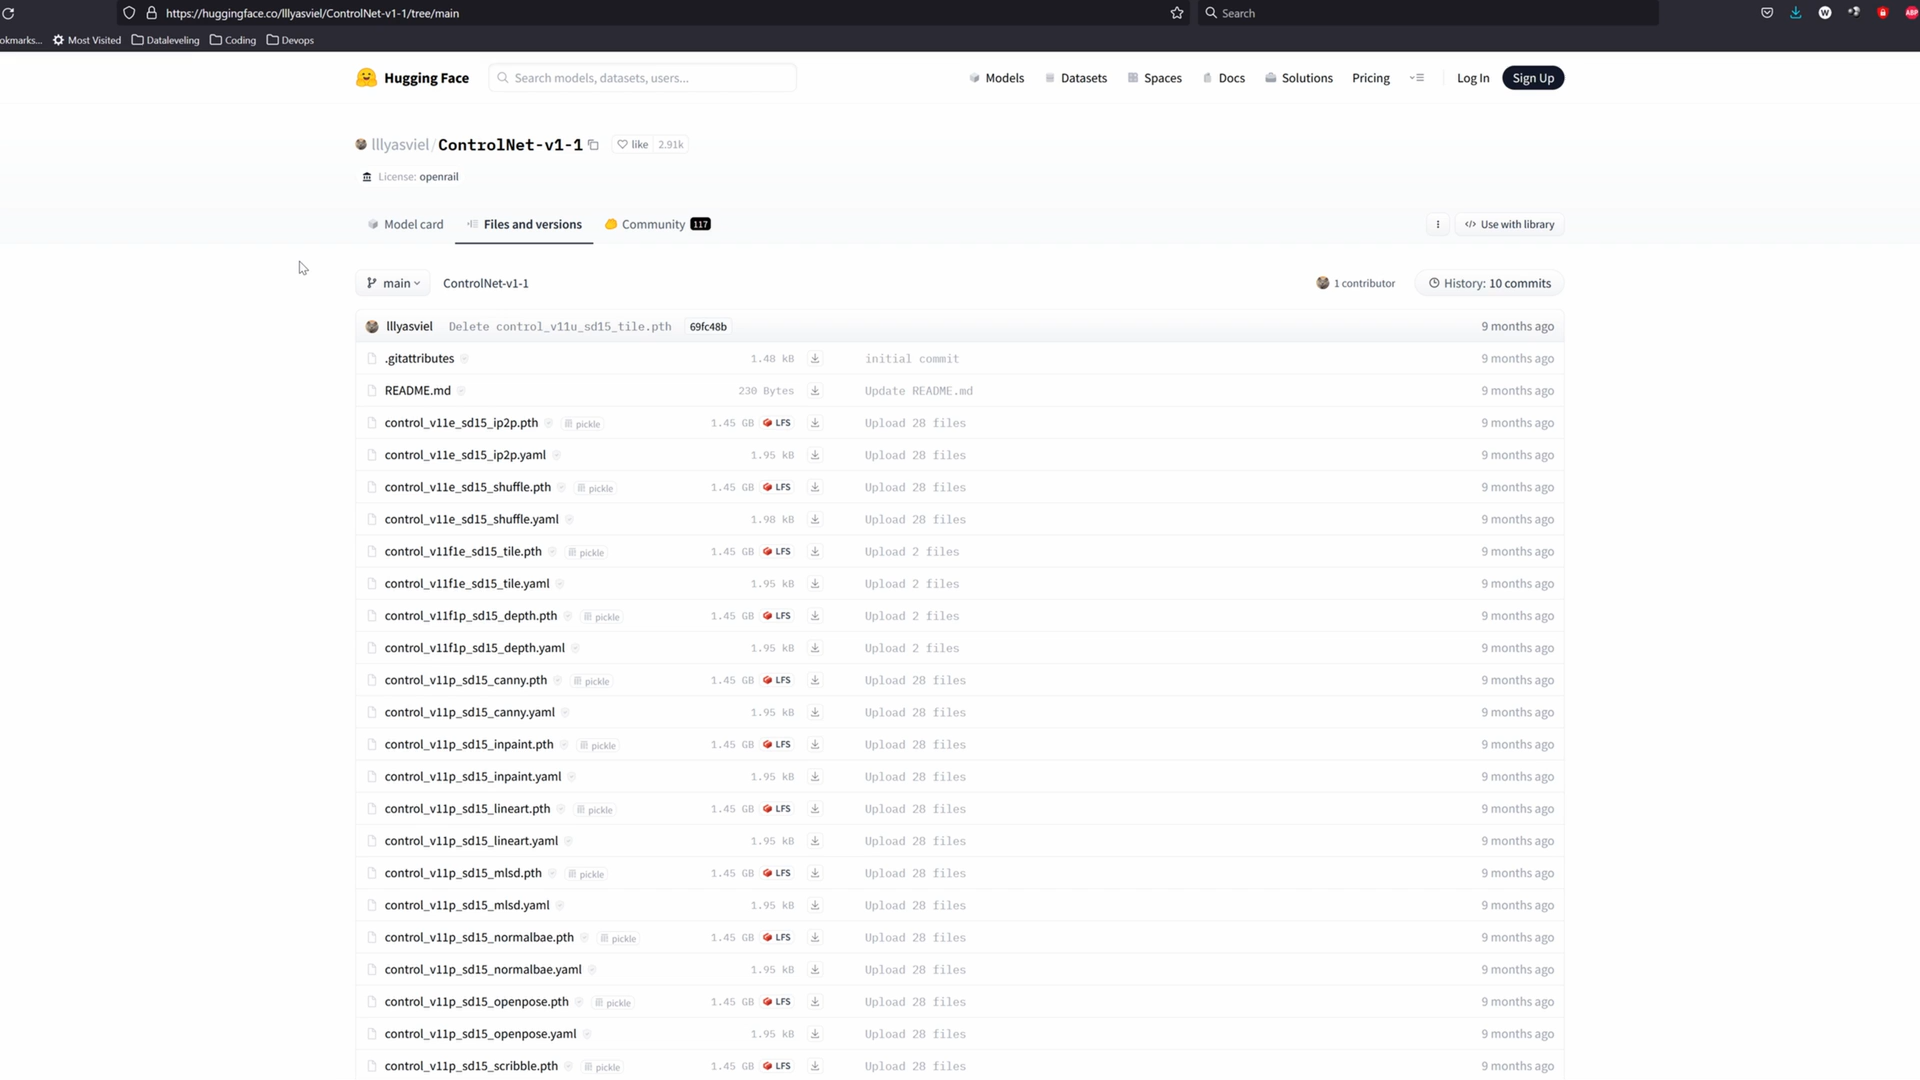 https://huggingface.co/lllyasviel/ControlNet-v1-1/tree/main
Search
W
ABP
okmarks...
Most Visited
Dataleveling
Coding
Devops
Hugging Face
Search models, datasets, users...
Models
Datasets
Spaces
Docs
Solutions
Pricing
Log In
Sign Up
lllyasviel/ControlNet-v1-1
like 2.91k
License: openrail
Model card
Files and versions
Community 117
Use with library
main
ControlNet-v1-1
1 contributor
History: 10 commits
lllyasviel Delete control_v11u_sd15_tile.pth 69fc48b 9 months ago
.gitattributes 1.48 kB initial commit 9 months ago
README.md 230 Bytes Update README.md 9 months ago
control_v11e_sd15_ip2p.pth pickle 1.45 GB LFS Upload 28 files 9 months ago
control_v11e_sd15_ip2p.yaml 1.95 kB Upload 28 files 9 months ago
control_v11e_sd15_shuffle.pth pickle 1.45 GB LFS Upload 28 files 9 months ago
control_v11e_sd15_shuffle.yaml 1.98 kB Upload 28 files 9 months ago
control_v11f1e_sd15_tile.pth pickle 1.45 GB LFS Upload 2 files 9 months ago
control_v11f1e_sd15_tile.yaml 1.95 kB Upload 2 files 9 months ago
control_v11f1p_sd15_depth.pth pickle 1.45 GB LFS Upload 2 files 9 months ago
control_v11f1p_sd15_depth.yaml 1.95 kB Upload 2 files 9 months ago
control_v11p_sd15_canny.pth pickle 1.45 GB LFS Upload 28 files 9 months ago
control_v11p_sd15_canny.yaml 1.95 kB Upload 28 files 9 months ago
control_v11p_sd15_inpaint.pth pickle 1.45 GB LFS Upload 28 files 9 months ago
control_v11p_sd15_inpaint.yaml 1.95 kB Upload 28 files 9 months ago
control_v11p_sd15_lineart.pth pickle 1.45 GB LFS Upload 28 files 9 months ago
control_v11p_sd15_lineart.yaml 1.95 kB Upload 28 files 9 months ago
control_v11p_sd15_mlsd.pth pickle 1.45 GB LFS Upload 28 files 9 months ago
control_v11p_sd15_mlsd.yaml 1.95 kB Upload 28 files 9 months ago
control_v11p_sd15_normalbae.pth pickle 1.45 GB LFS Upload 28 files 9 months ago
control_v11p_sd15_normalbae.yaml 1.95 kB Upload 28 files 9 months ago
control_v11p_sd15_openpose.pth pickle 1.45 GB LFS Upload 28 files 9 months ago
control_v11p_sd15_openpose.yaml 1.95 kB Upload 28 files 9 months ago
control_v11p_sd15_scribble.pth pickle 1.45 GB LFS Upload 28 files 9 months ago